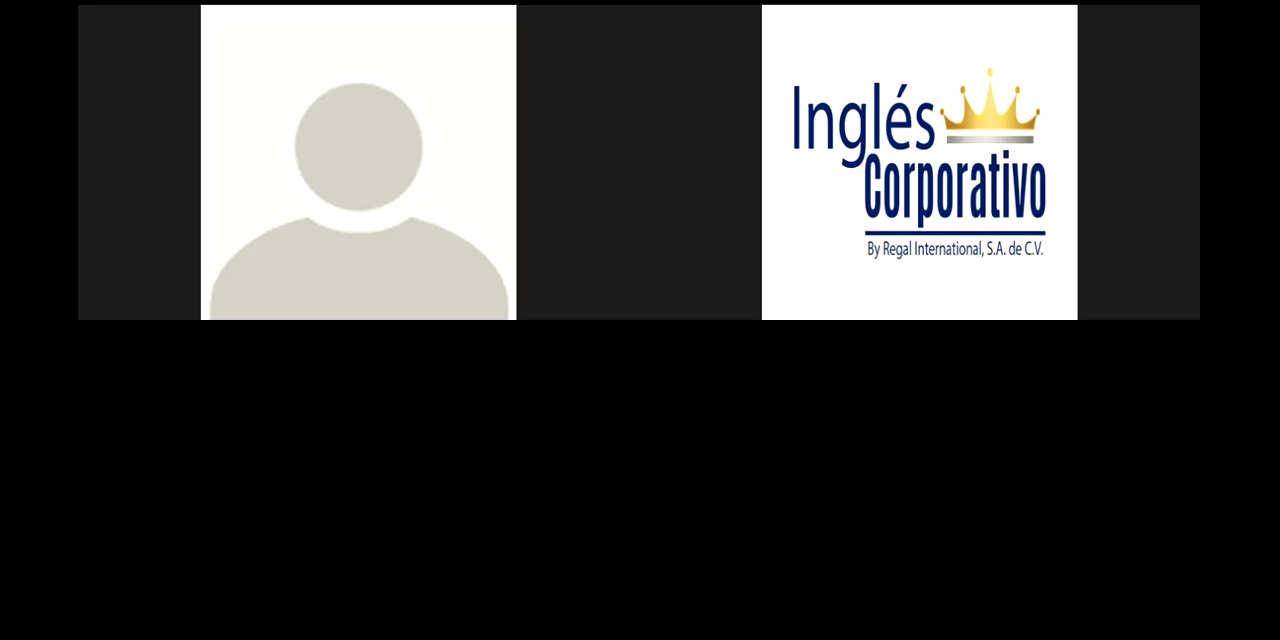 Inglés
Corporativo
By Regal International, S.A. de C.V.